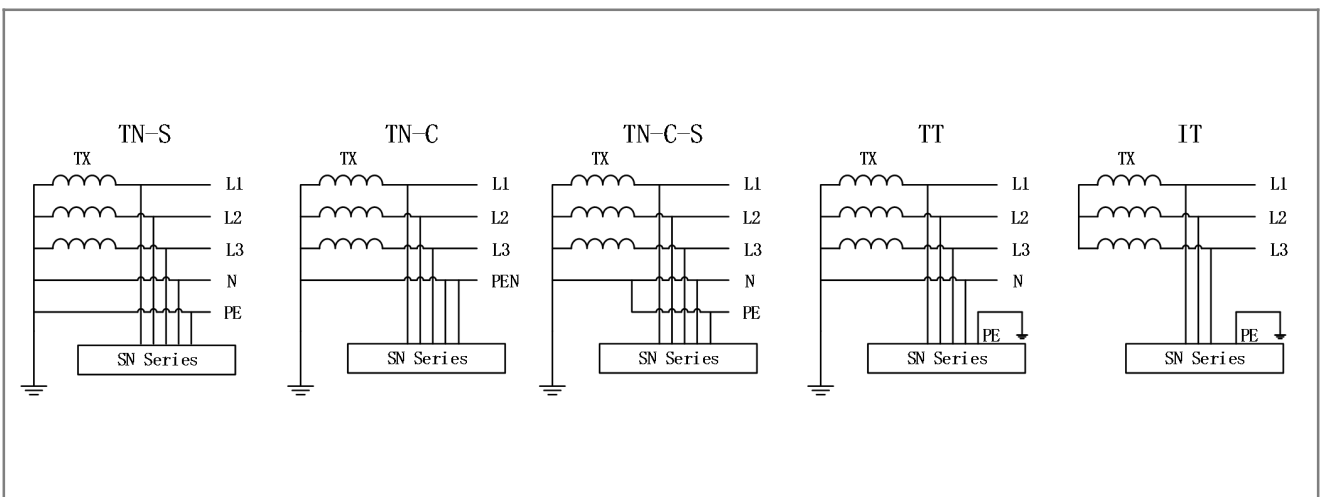 TN-S
TX
L1
L2
L3
N
PE
SN Series
TN-C
TX
L1
L2
L3
PEN
SN Series
TN-C-S
TX
L1
L2
L3
N
PE
SN Series
TT
TX
L1
L2
L3
N
PE
SN Series
IT
TX
L1
L2
L3
PE
SN Series